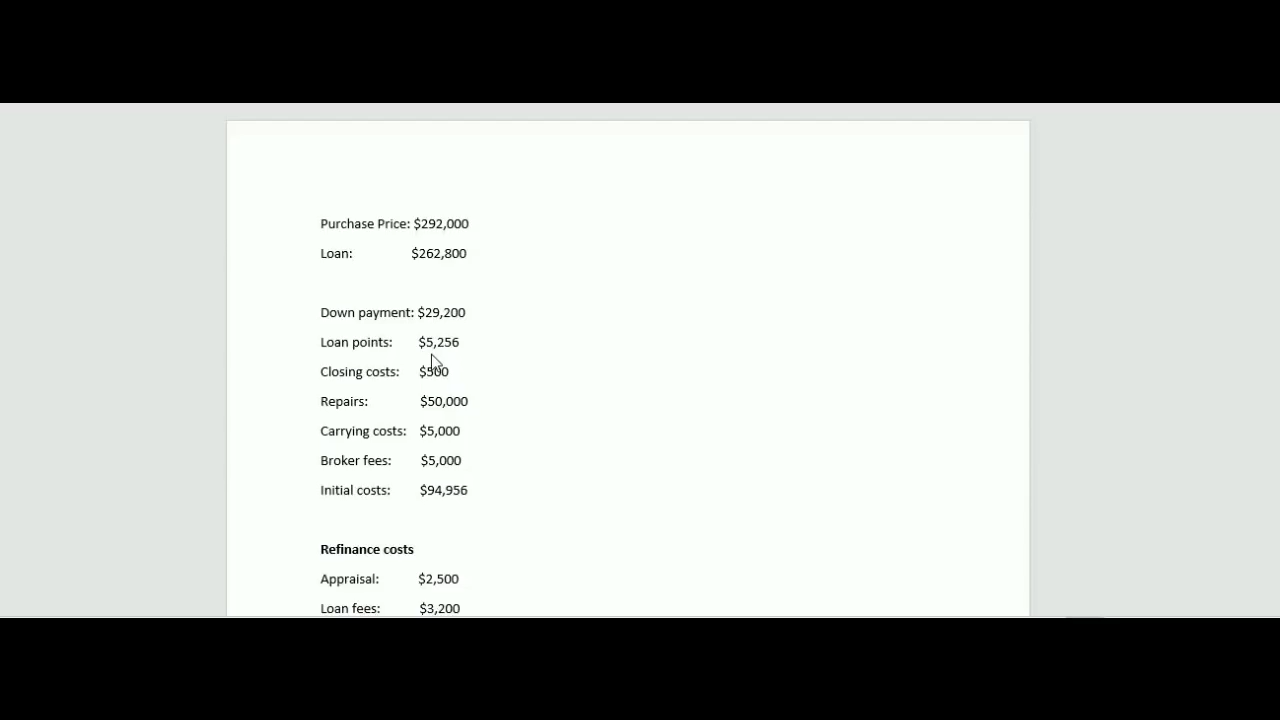 Purchase Price: $292,000
Loan: $262,800
Down payment: $29,200
Loan points: $5,256
Closing costs: $500
Repairs: $50,000
Carrying costs: $5,000
Broker fees: $5,000
Initial costs: $94,956
Refinance costs
Appraisal: $2,500
Loan fees: $3,200